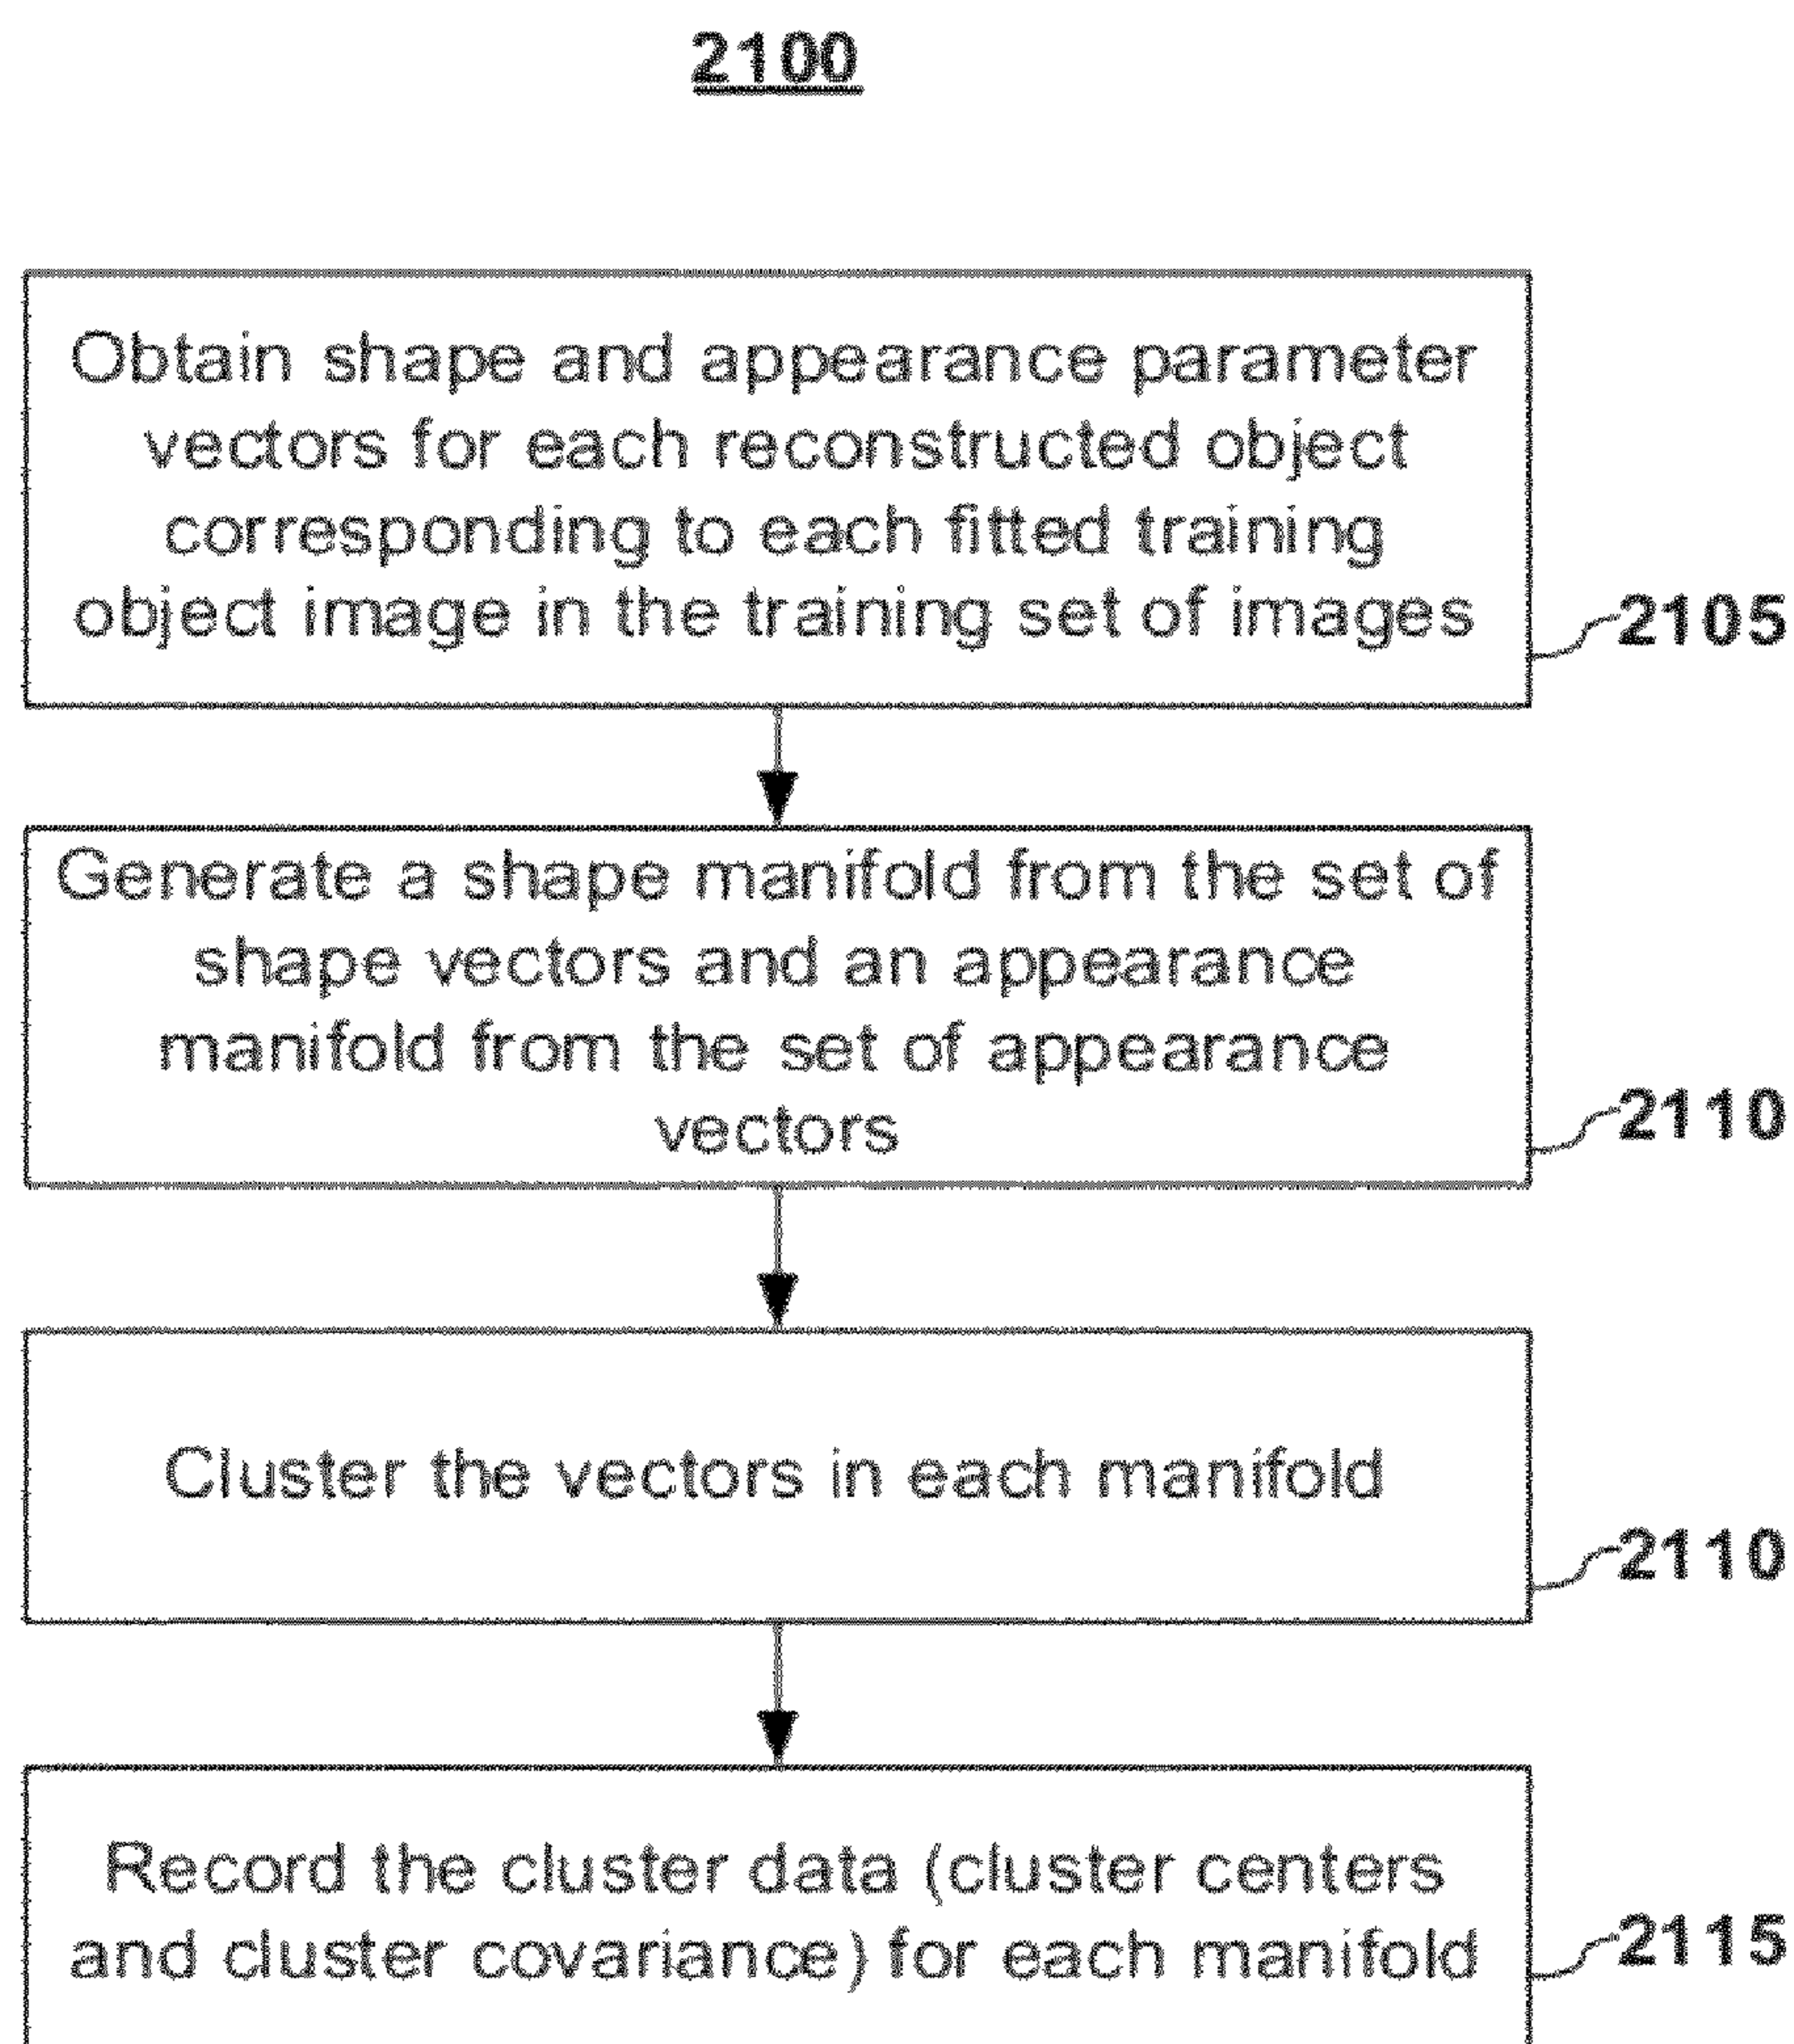 2100
Obtain shape and appearance parameter
vectors for each reconstructed object
corresponding to each fitted training
object image in the training set of images
2105
Generate a shape manifold from the set of
shape vectors and an appearance
manifold from the set of appearance
vectors
2110
Cluster the vectors in each manifold
2110
Record the cluster data (cluster centers
and cluster covariance) for each manifold
2115